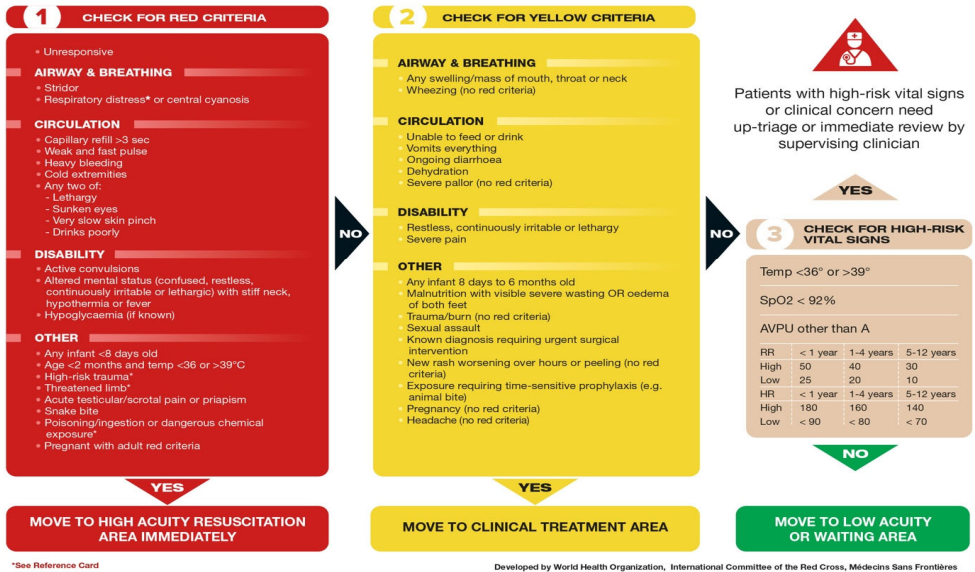 1 CHECK FOR RED CRITERIA
• Unresponsive
AIRWAY & BREATHING
• Stridor
• Respiratory distress* or central cyanosis
CIRCULATION
• Capillary refill >3 sec
• Weak and fast pulse
• Heavy bleeding
• Cold extremities
• Any two of:
- Lethargy
- Sunken eyes
- Very slow skin pinch
- Drinks poorly
DISABILITY
• Active convulsions
• Altered mental status (confused, restless,
continuously irritable or lethargic) with stiff neck,
hypothermia or fever
• Hypoglycaemia (if known)
OTHER
• Any infant <8 days old
• Age <2 months and temp <36 or >39°C
• High-risk trauma*
• Threatened limb*
• Acute testicular/scrotal pain or priapism
• Snake bite
• Poisoning/ingestion or dangerous chemical
exposure*
• Pregnant with adult red criteria
YES
MOVE TO HIGH ACUITY RESUSCITATION
AREA IMMEDIATELY
*See Reference Card
NO
2 CHECK FOR YELLOW CRITERIA
AIRWAY & BREATHING
• Any swelling/mass of mouth, throat or neck
• Wheezing (no red criteria)
CIRCULATION
• Unable to feed or drink
• Vomits everything
• Ongoing diarrhoea
• Dehydration
• Severe pallor (no red criteria)
DISABILITY
• Restless, continuously irritable or lethargy
• Severe pain
OTHER
• Any infant 8 days to 6 months old
• Malnutrition with visible severe wasting OR oedema
of both feet
• Trauma/burn (no red criteria)
• Sexual assault
• Known diagnosis requiring urgent surgical
intervention
• New rash worsening over hours or peeling (no red
criteria)
• Exposure requiring time-sensitive prophylaxis (e.g.
animal bite)
• Pregnancy (no red criteria)
• Headache (no red criteria)
YES
MOVE TO CLINICAL TREATMENT AREA
NO
Patients with high-risk vital signs
or clinical concern need
up-triage or immediate review by
supervising clinician
YES
3 CHECK FOR HIGH-RISK
VITAL SIGNS
Temp <36° or >39°
SpO2 < 92%
AVPU other than A
RR < 1 year 1-4 years 5-12 years
High 50 40 30
Low 25 20 10
HR < 1 year 1-4 years 5-12 years
High 180 160 140
Low < 90 < 80 < 70
NO
MOVE TO LOW ACUITY
OR WAITING AREA
Developed by World Health Organization, International Committee of the Red Cross, Médecins Sans Frontières